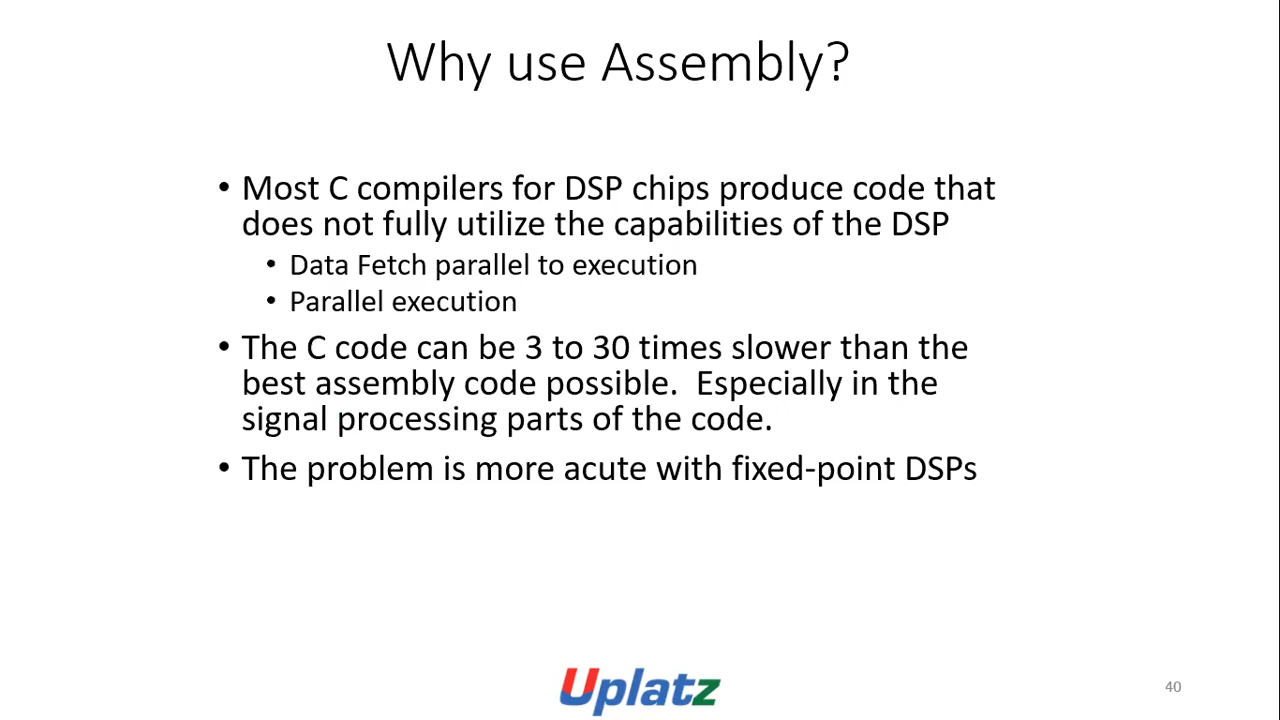 Why use Assembly?
• Most C compilers for DSP chips produce code that
does not fully utilize the capabilities of the DSP
• Data Fetch parallel to execution
• Parallel execution
• The C code can be 3 to 30 times slower than the
best assembly code possible.  Especially in the
signal processing parts of the code.
• The problem is more acute with fixed-point DSPs
Uplatz
40